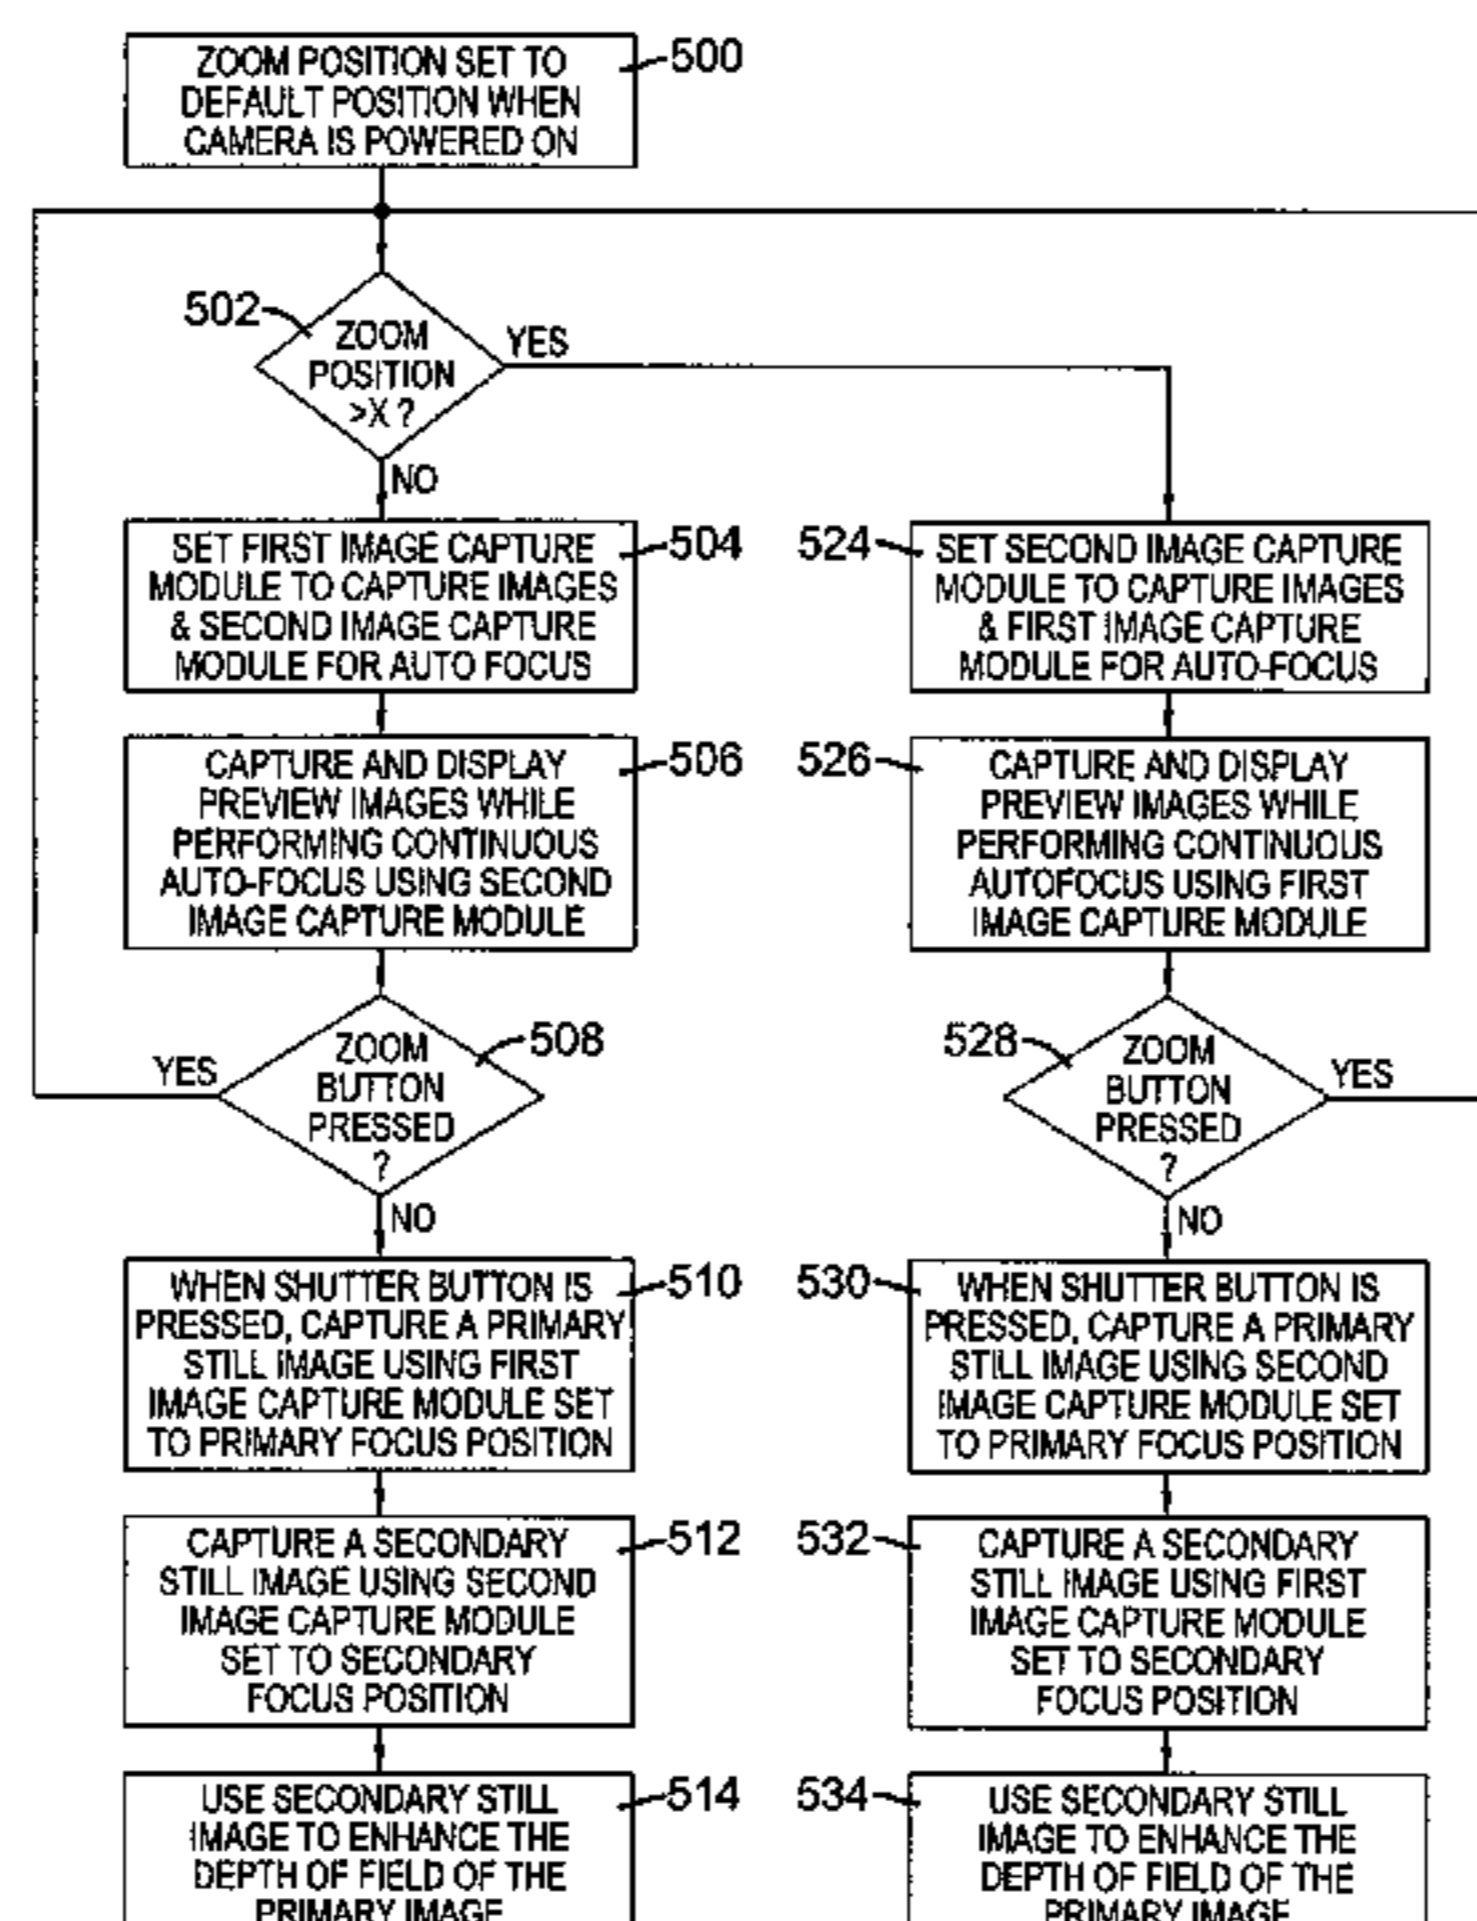 ZOOM POSITION SET TO
DEFAULT POSITION WHEN
CAMERA IS POWERED ON
500
502
ZOOM
POSITION
>X ?
YES
NO
SET FIRST IMAGE CAPTURE
MODULE TO CAPTURE IMAGES
& SECOND IMAGE CAPTURE
MODULE FOR AUTO FOCUS
504
524
SET SECOND IMAGE CAPTURE
MODULE TO CAPTURE IMAGES
& FIRST IMAGE CAPTURE
MODULE FOR AUTO-FOCUS
CAPTURE AND DISPLAY
PREVIEW IMAGES WHILE
PERFORMING CONTINUOUS
AUTO-FOCUS USING SECOND
IMAGE CAPTURE MODULE
506
526
CAPTURE AND DISPLAY
PREVIEW IMAGES WHILE
PERFORMING CONTINUOUS
AUTOFOCUS USING FIRST
IMAGE CAPTURE MODULE
YES
ZOOM
BUTTON
PRESSED
?
508
NO
528
ZOOM
BUTTON
PRESSED
?
YES
NO
WHEN SHUTTER BUTTON IS
PRESSED, CAPTURE A PRIMARY
STILL IMAGE USING FIRST
IMAGE CAPTURE MODULE SET
TO PRIMARY FOCUS POSITION
510
530
WHEN SHUTTER BUTTON IS
PRESSED, CAPTURE A PRIMARY
STILL IMAGE USING SECOND
IMAGE CAPTURE MODULE SET
TO PRIMARY FOCUS POSITION
CAPTURE A SECONDARY
STILL IMAGE USING SECOND
IMAGE CAPTURE MODULE
SET TO SECONDARY
FOCUS POSITION
512
532
CAPTURE A SECONDARY
STILL IMAGE USING FIRST
IMAGE CAPTURE MODULE
SET TO SECONDARY
FOCUS POSITION
USE SECONDARY STILL
IMAGE TO ENHANCE THE
DEPTH OF FIELD OF THE
PRIMARY IMAGE
514
534
USE SECONDARY STILL
IMAGE TO ENHANCE THE
DEPTH OF FIELD OF THE
PRIMARY IMAGE